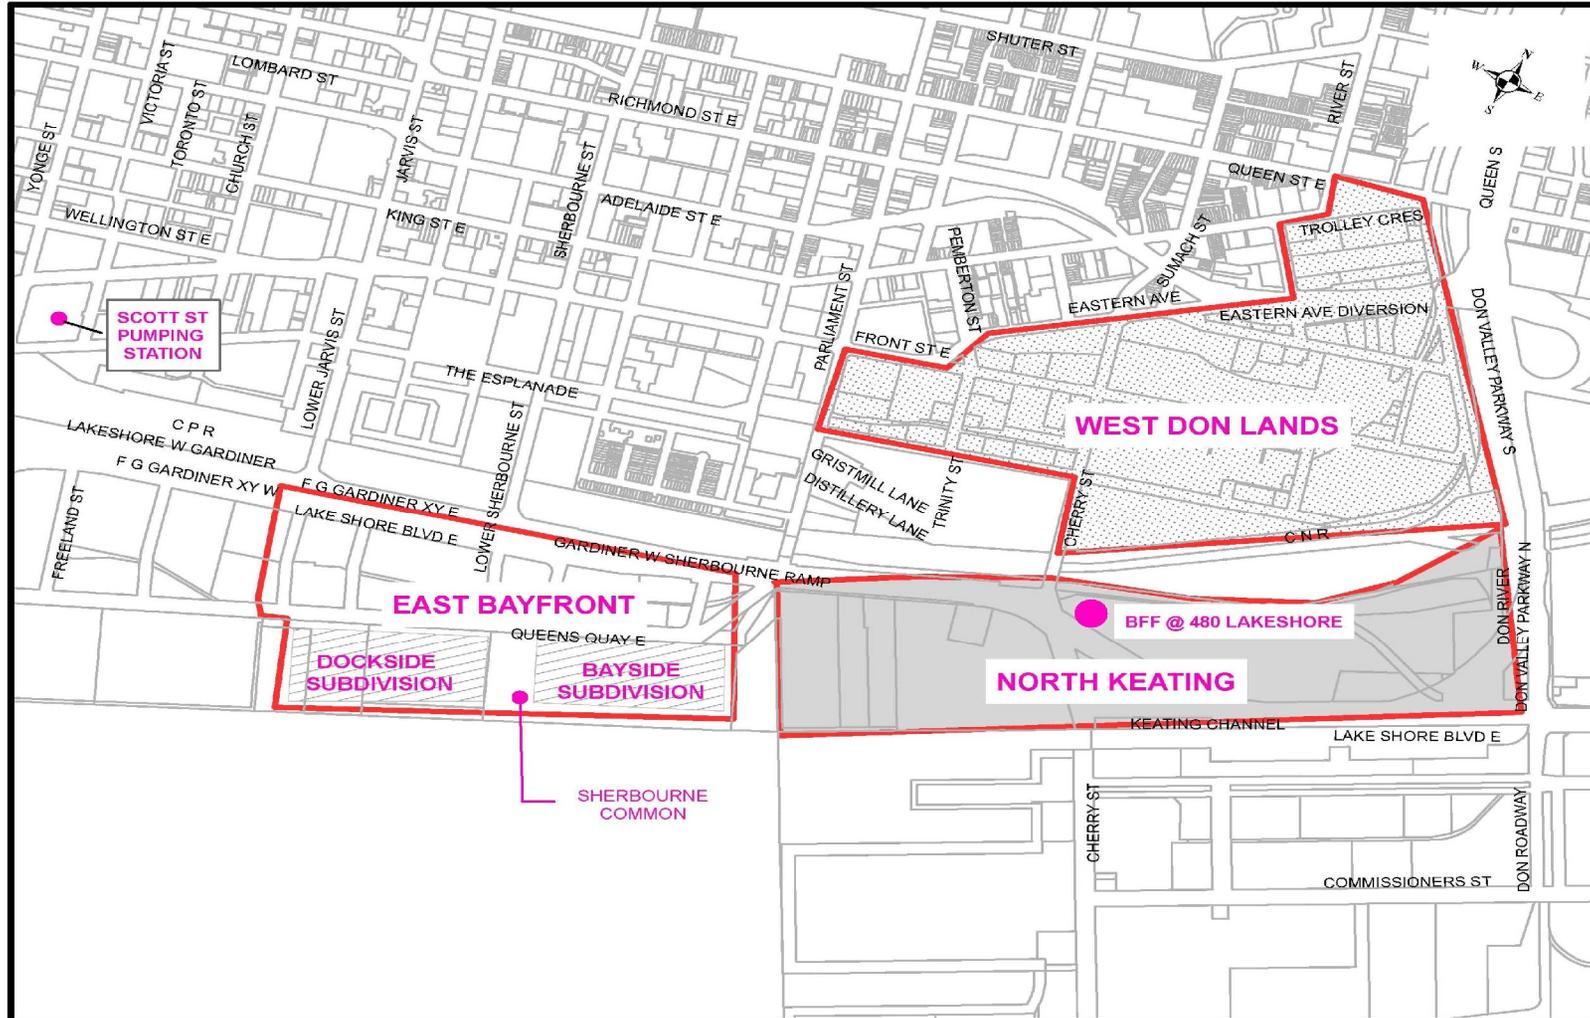 SHUTER ST
N
W
E
S
VICTORIA ST
LOMBARD ST
TORONTO ST
RICHMOND ST E
RIVER ST
YONGE ST
CHURCH ST
JARVIS ST
SHERBOURNE ST
QUEEN ST E
QUEEN S
WELLINGTON ST E
KING ST E
ADELAIDE ST E
TROLLEY CRES
PEMBERTON ST
SUMACH ST
EASTERN AVE
EASTERN AVE DIVERSION
PARLIAMENT ST
DON VALLEY PARKWAY S
SCOTT ST
PUMPING
STATION
LOWER JARVIS ST
FRONT ST E
THE ESPLANADE
WEST DON LANDS
C P R
LAKESHORE W GARDINER
LOWER SHERBOURNE ST
GRISTMILL LANE
DISTILLERY LANE
TRINITY ST
CHERRY ST
F G GARDINER XY W
F G GARDINER XY E
FREELAND ST
LAKE SHORE BLVD E
GARDINER W SHERBOURNE RAMP
C N R
EAST BAYFRONT
BFF @ 480 LAKESHORE
DON RIVER
DON VALLEY PARKWAY N
QUEENS QUAY E
DOCKSIDE
SUBDIVISION
BAYSIDE
SUBDIVISION
NORTH KEATING
KEATING CHANNEL
LAKE SHORE BLVD E
SHERBOURNE
COMMON
CHERRY ST
DON ROADWAY
COMMISSIONERS ST